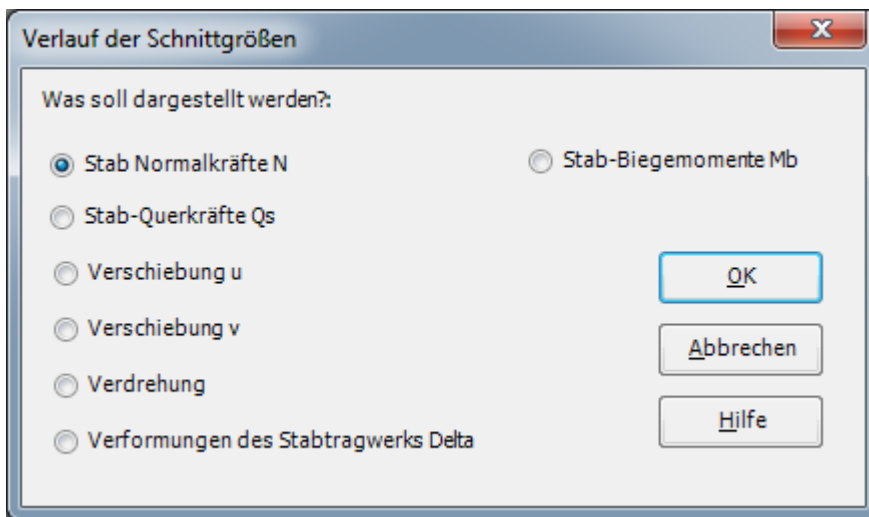 Verlauf der Schnittgrößen
Was soll dargestellt werden?:
Stab Normalkräfte N
Stab-Biegemomente Mb
Stab-Querkräfte Qs
Verschiebung u
OK
Verschiebung v
Abbrechen
Verdrehung
Hilfe
Verformungen des Stabtragwerks Delta